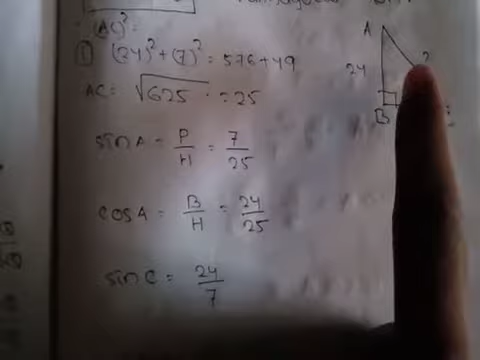 (AC)² =
① (24)² + (7)² = 576 + 49
AC = √625 = 25
sin A = P/H = 7/25
cos A = B/H = 24/25
sin C = 24/7
A
24
?
B